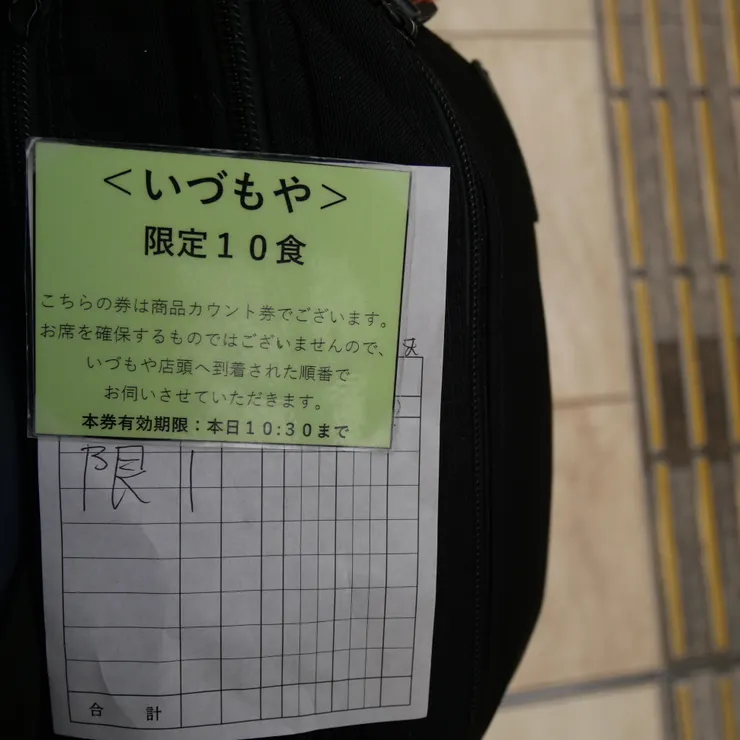 ＜いづもや＞
限定１０食
こちらの券は商品カウント券でございます。
お席を確保するものではございませんので、
いづもや店頭へ到着された順番で
お伺いさせていただきます。
本券有効期限：本日１０:３０まで
限 1
合 計